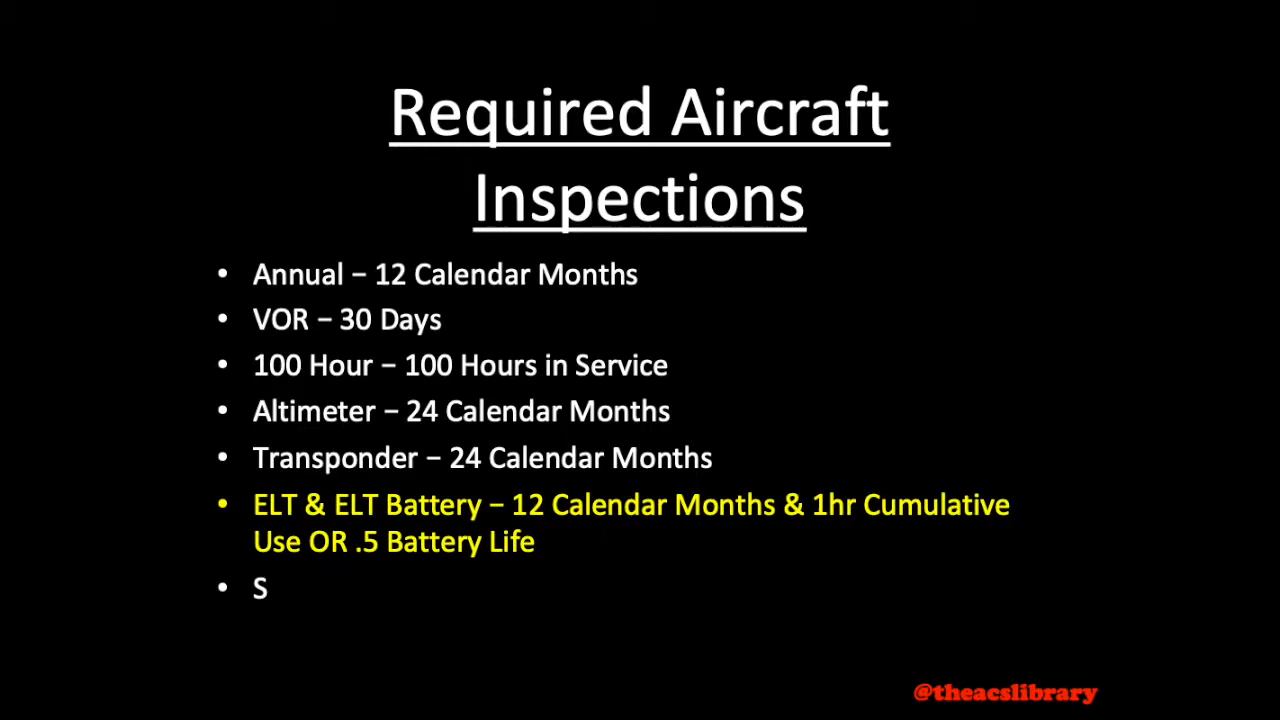 Required Aircraft
Inspections
• Annual – 12 Calendar Months
• VOR – 30 Days
• 100 Hour – 100 Hours in Service
• Altimeter – 24 Calendar Months
• Transponder – 24 Calendar Months
• ELT & ELT Battery – 12 Calendar Months & 1hr Cumulative
Use OR .5 Battery Life
• S
@theacslibrary